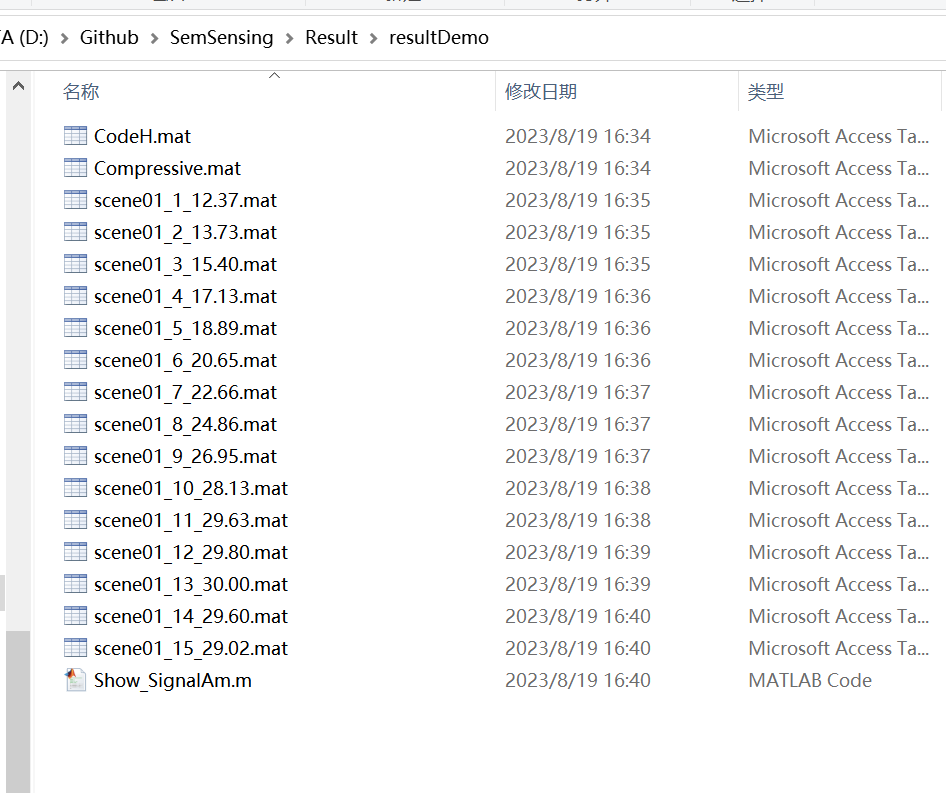 A (D:) > Github > SemSensing > Result > resultDemo
名称 修改日期 类型
CodeH.mat 2023/8/19 16:34 Microsoft Access Ta...
Compressive.mat 2023/8/19 16:34 Microsoft Access Ta...
scene01_1_12.37.mat 2023/8/19 16:35 Microsoft Access Ta...
scene01_2_13.73.mat 2023/8/19 16:35 Microsoft Access Ta...
scene01_3_15.40.mat 2023/8/19 16:35 Microsoft Access Ta...
scene01_4_17.13.mat 2023/8/19 16:36 Microsoft Access Ta...
scene01_5_18.89.mat 2023/8/19 16:36 Microsoft Access Ta...
scene01_6_20.65.mat 2023/8/19 16:36 Microsoft Access Ta...
scene01_7_22.66.mat 2023/8/19 16:37 Microsoft Access Ta...
scene01_8_24.86.mat 2023/8/19 16:37 Microsoft Access Ta...
scene01_9_26.95.mat 2023/8/19 16:37 Microsoft Access Ta...
scene01_10_28.13.mat 2023/8/19 16:38 Microsoft Access Ta...
scene01_11_29.63.mat 2023/8/19 16:38 Microsoft Access Ta...
scene01_12_29.80.mat 2023/8/19 16:39 Microsoft Access Ta...
scene01_13_30.00.mat 2023/8/19 16:39 Microsoft Access Ta...
scene01_14_29.60.mat 2023/8/19 16:40 Microsoft Access Ta...
scene01_15_29.02.mat 2023/8/19 16:40 Microsoft Access Ta...
Show_SignalAm.m 2023/8/19 16:40 MATLAB Code